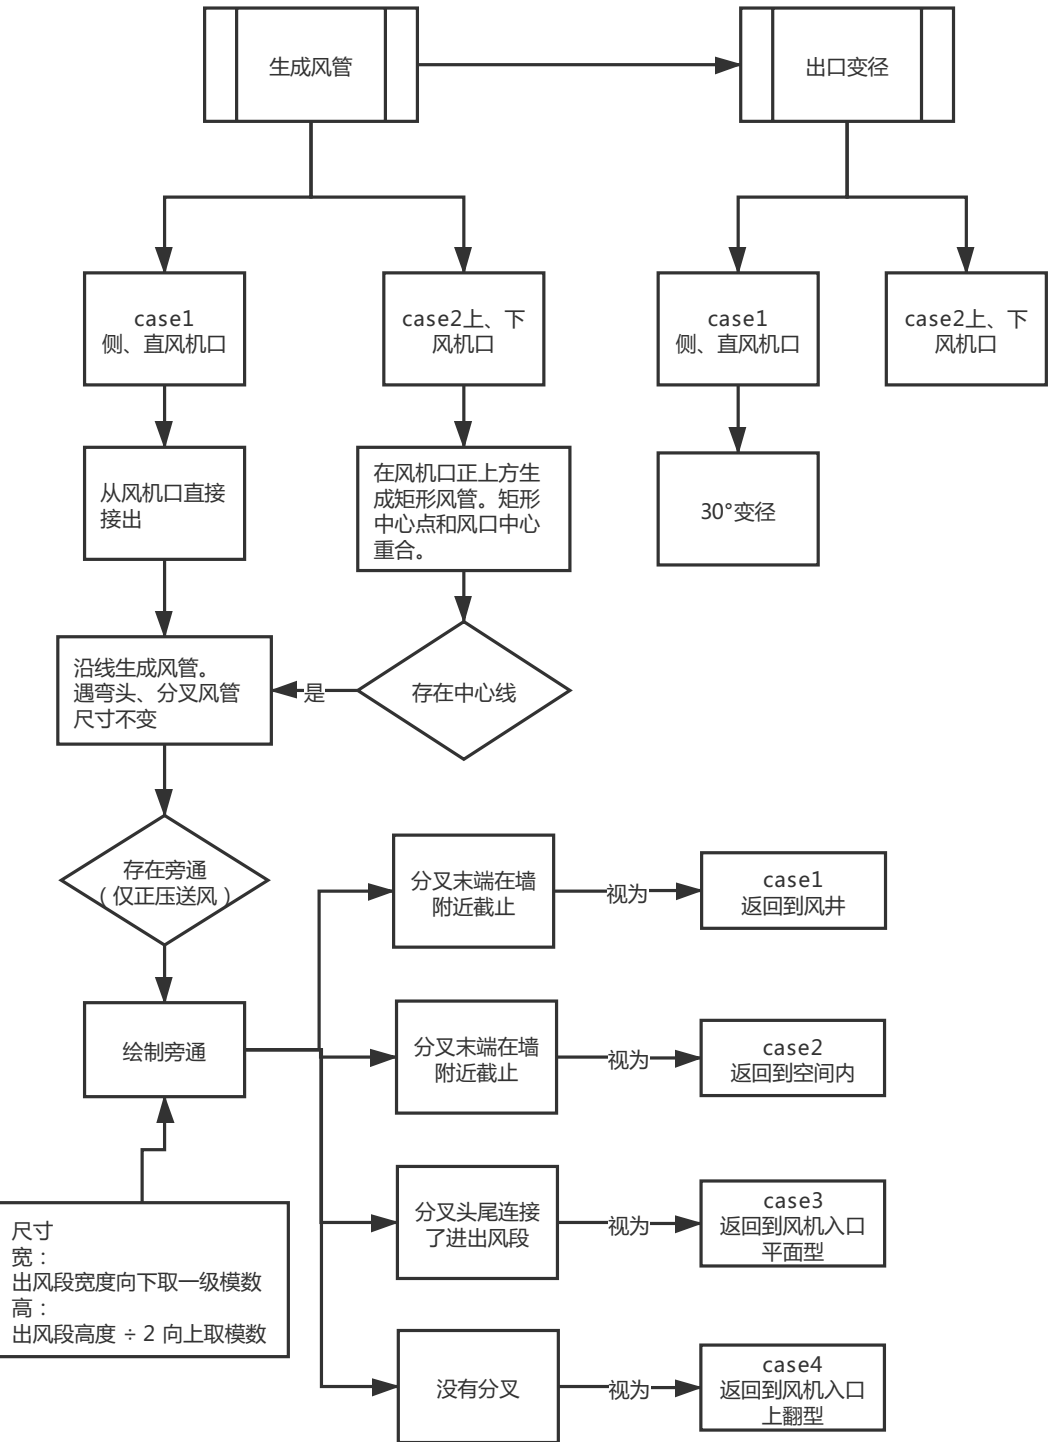 生成风管
出口变径
case1
侧、直风机口
case2上、下
风机口
case1
侧、直风机口
case2上、下
风机口
从风机口直接
接出
在风机口正上方生
成矩形风管。矩形
中心点和风口中心
重合。
30°变径
沿线生成风管。
遇弯头、分叉风管
尺寸不变
是
存在中心线
存在旁通
（仅正压送风）
分叉末端在墙
附近截止
视为
case1
返回到风井
绘制旁通
分叉末端在墙
附近截止
视为
case2
返回到空间内
分叉头尾连接
了进出风段
视为
case3
返回到风机入口
平面型
尺寸
宽：
出风段宽度向下取一级模数
高：
出风段高度 ÷ 2 向上取模数
没有分叉
视为
case4
返回到风机入口
上翻型